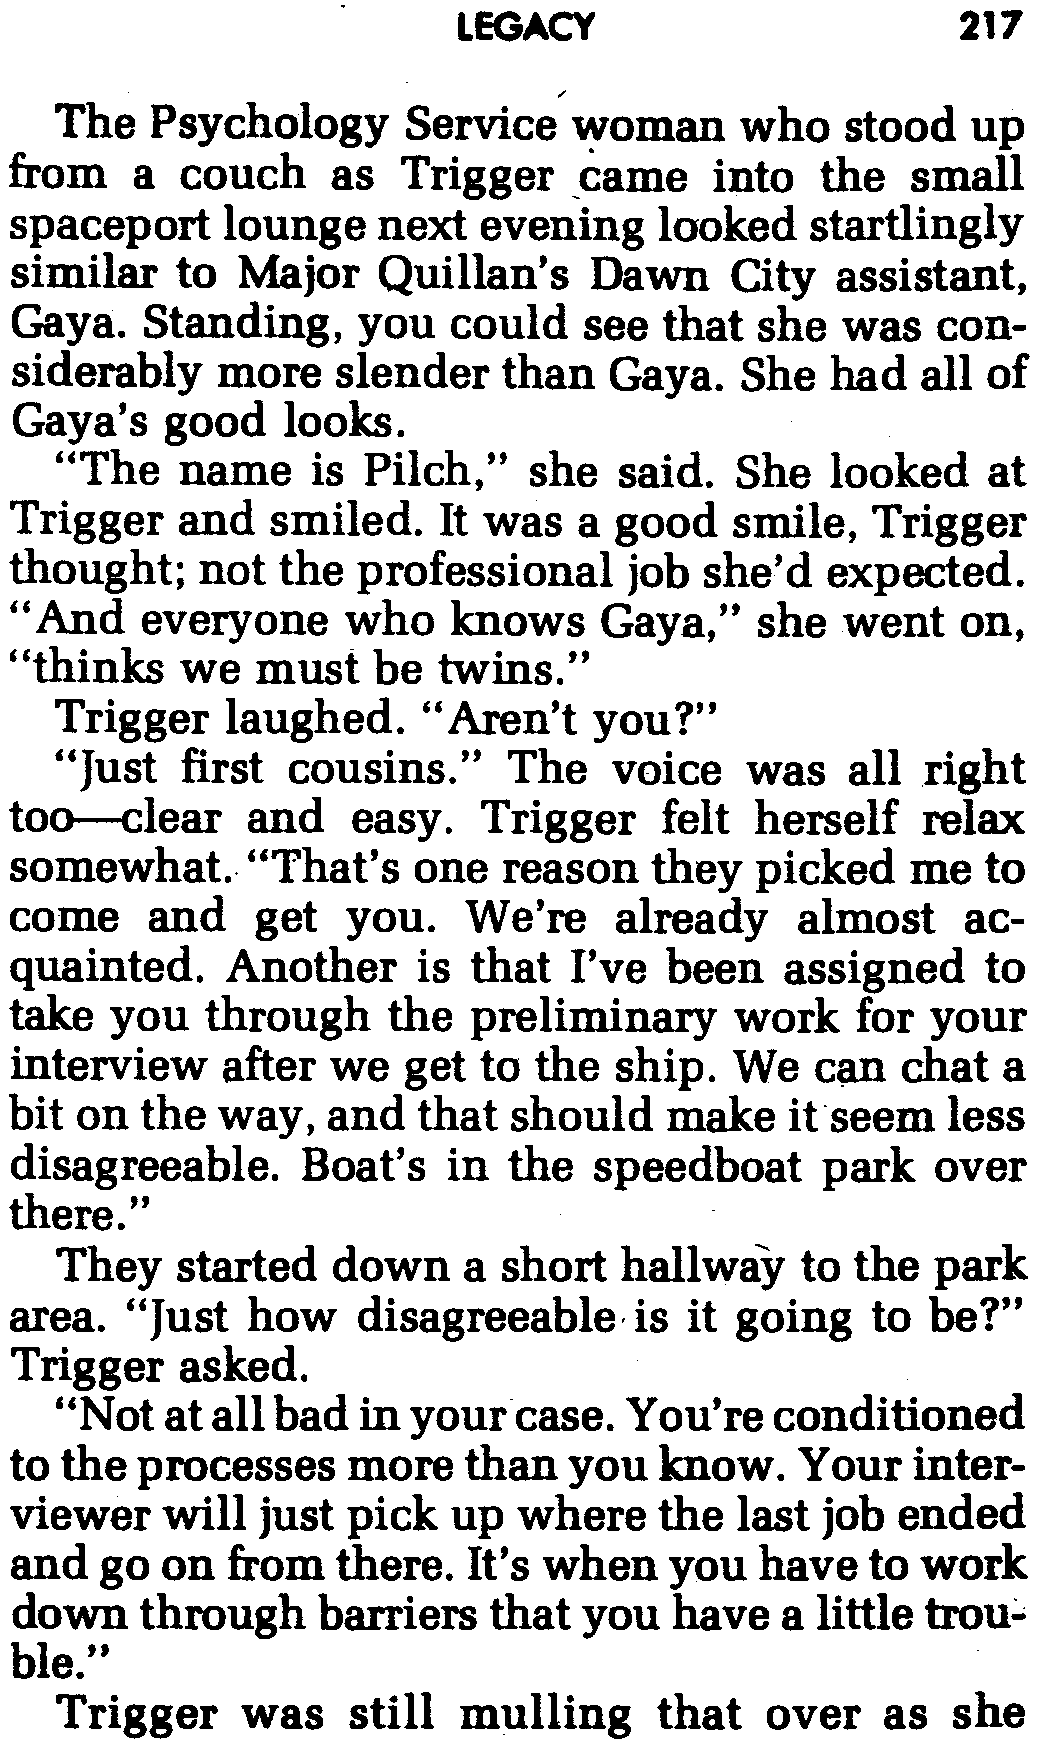 LEGACY 217
The Psychology Service woman who stood up
from a couch as Trigger came into the small
spaceport lounge next evening looked startlingly
similar to Major Quillan's Dawn City assistant,
Gaya. Standing, you could see that she was con-
siderably more slender than Gaya. She had all of
Gaya's good looks.
"The name is Pilch," she said. She looked at
Trigger and smiled. It was a good smile, Trigger
thought; not the professional job she'd expected.
"And everyone who knows Gaya," she went on,
"thinks we must be twins."
Trigger laughed. "Aren't you?"
"Just first cousins." The voice was all right
too—clear and easy. Trigger felt herself relax
somewhat. "That's one reason they picked me to
come and get you. We're already almost ac-
quainted. Another is that I've been assigned to
take you through the preliminary work for your
interview after we get to the ship. We can chat a
bit on the way, and that should make it seem less
disagreeable. Boat's in the speedboat park over
there."
They started down a short hallway to the park
area. "Just how disagreeable is it going to be?"
Trigger asked.
"Not at all bad in your case. You're conditioned
to the processes more than you know. Your inter-
viewer will just pick up where the last job ended
and go on from there. It's when you have to work
down through barriers that you have a little trou-
ble."
Trigger was still mulling that over as she